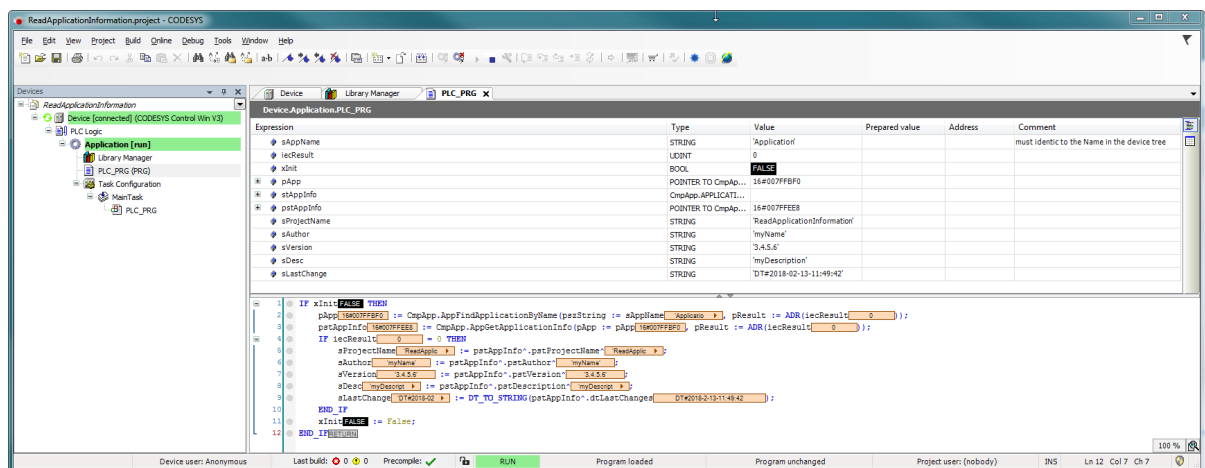 ReadApplicationInformation.project - CODESYS
File Edit View Project Build Online Debug Tools Window Help
Devices
ReadApplicationInformation
Device [connected] (CODESYS Control Win V3)
PLC Logic
Application [run]
Library Manager
PLC_PRG (PRG)
Task Configuration
MainTask
PLC_PRG
Device Library Manager PLC_PRG X
Device.Application.PLC_PRG
Expression Type Value Prepared value Address Comment
sAppName STRING 'Application' must identic to the Name in the device tree
iecResult UDINT 0
xInit BOOL FALSE
pApp POINTER TO CmpAp... 16#007FFBF0
stAppInfo CmpApp.APPLICATI...
pstAppInfo POINTER TO CmpAp... 16#007FFEE8
sProjectName STRING 'ReadApplicationInformation'
sAuthor STRING 'myName'
sVersion STRING '3.4.5.6'
sDesc STRING 'myDescription'
sLastChange STRING 'DT#2018-02-13-11:49:42'
1 IF xInit FALSE THEN
2 pApp 16#007FFBF0 := CmpApp.AppFindApplicationByName(pszString := sAppName 'Applicatio, pResult := ADR(iecResult 0 ));
3 pstAppInfo 16#007FFEE8 := CmpApp.AppGetApplicationInfo(pApp := pApp 16#007FFBF0, pResult := ADR(iecResult 0 ));
4 IF iecResult 0 = 0 THEN
5 sProjectName 'ReadApplic := pstAppInfo^.pstProjectName^ 'ReadApplic ;
6 sAuthor 'myName' := pstAppInfo^.pstAuthor^ 'myName' ;
7 sVersion '3.4.5.6' := pstAppInfo^.pstVersion^ '3.4.5.6' ;
8 sDesc 'myDescript := pstAppInfo^.pstDescription^ 'myDescript ;
9 sLastChange 'DT#2018-02 := DT_TO_STRING(pstAppInfo^.dtLastChanges DT#2018-2-13-11:49:42 );
10 END_IF
11 xInit FALSE := False;
12 END_IF RETURN
100 %
Device user: Anonymous Last build: 0 0 Precompile: RUN Program loaded Program unchanged Project user: (nobody) INS Ln 12 Col 7 Ch 7